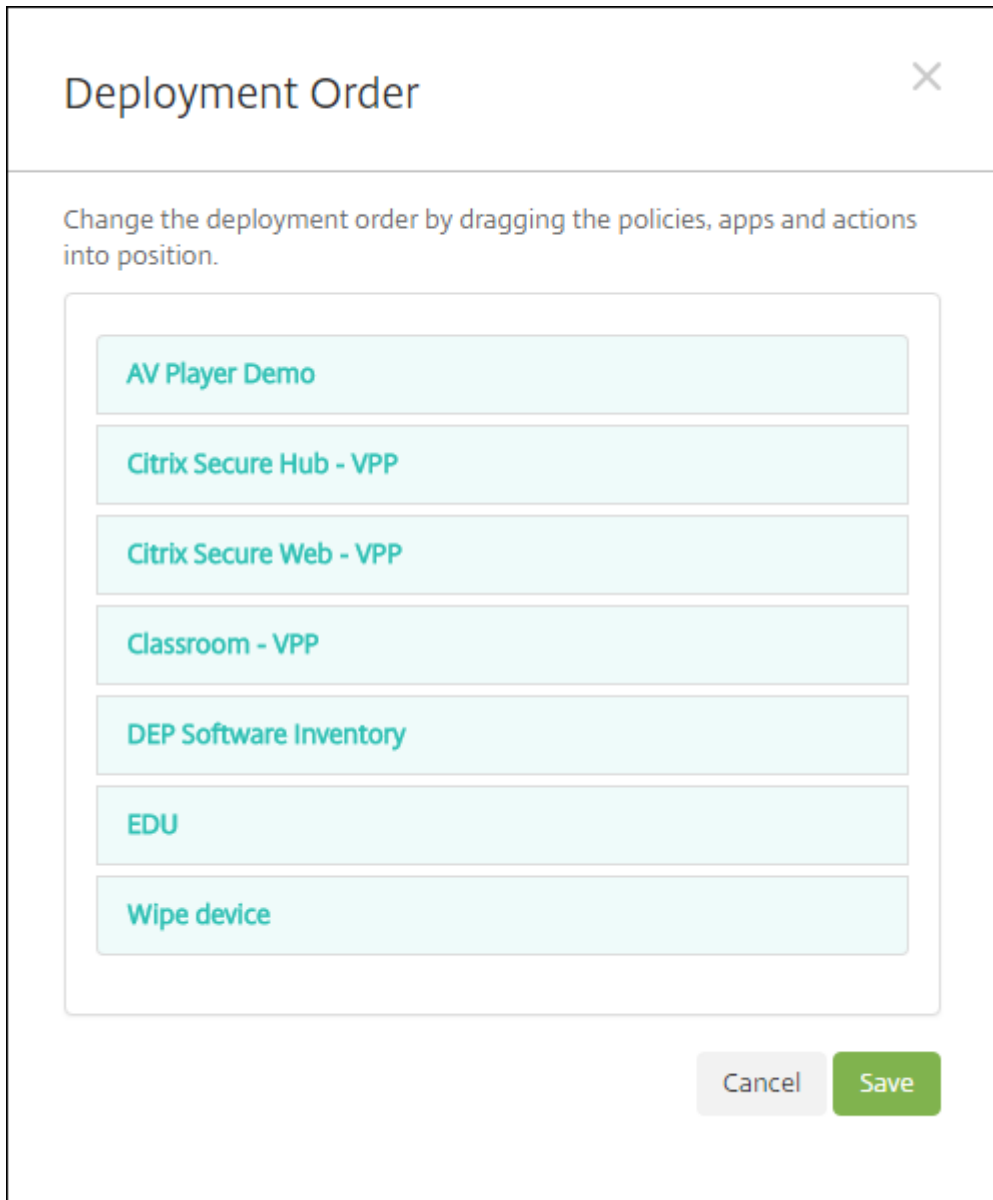 Deployment Order
Change the deployment order by dragging the policies, apps and actions
into position.
AV Player Demo
Citrix Secure Hub - VPP
Citrix Secure Web - VPP
Classroom - VPP
DEP Software Inventory
EDU
Wipe device
Cancel
Save